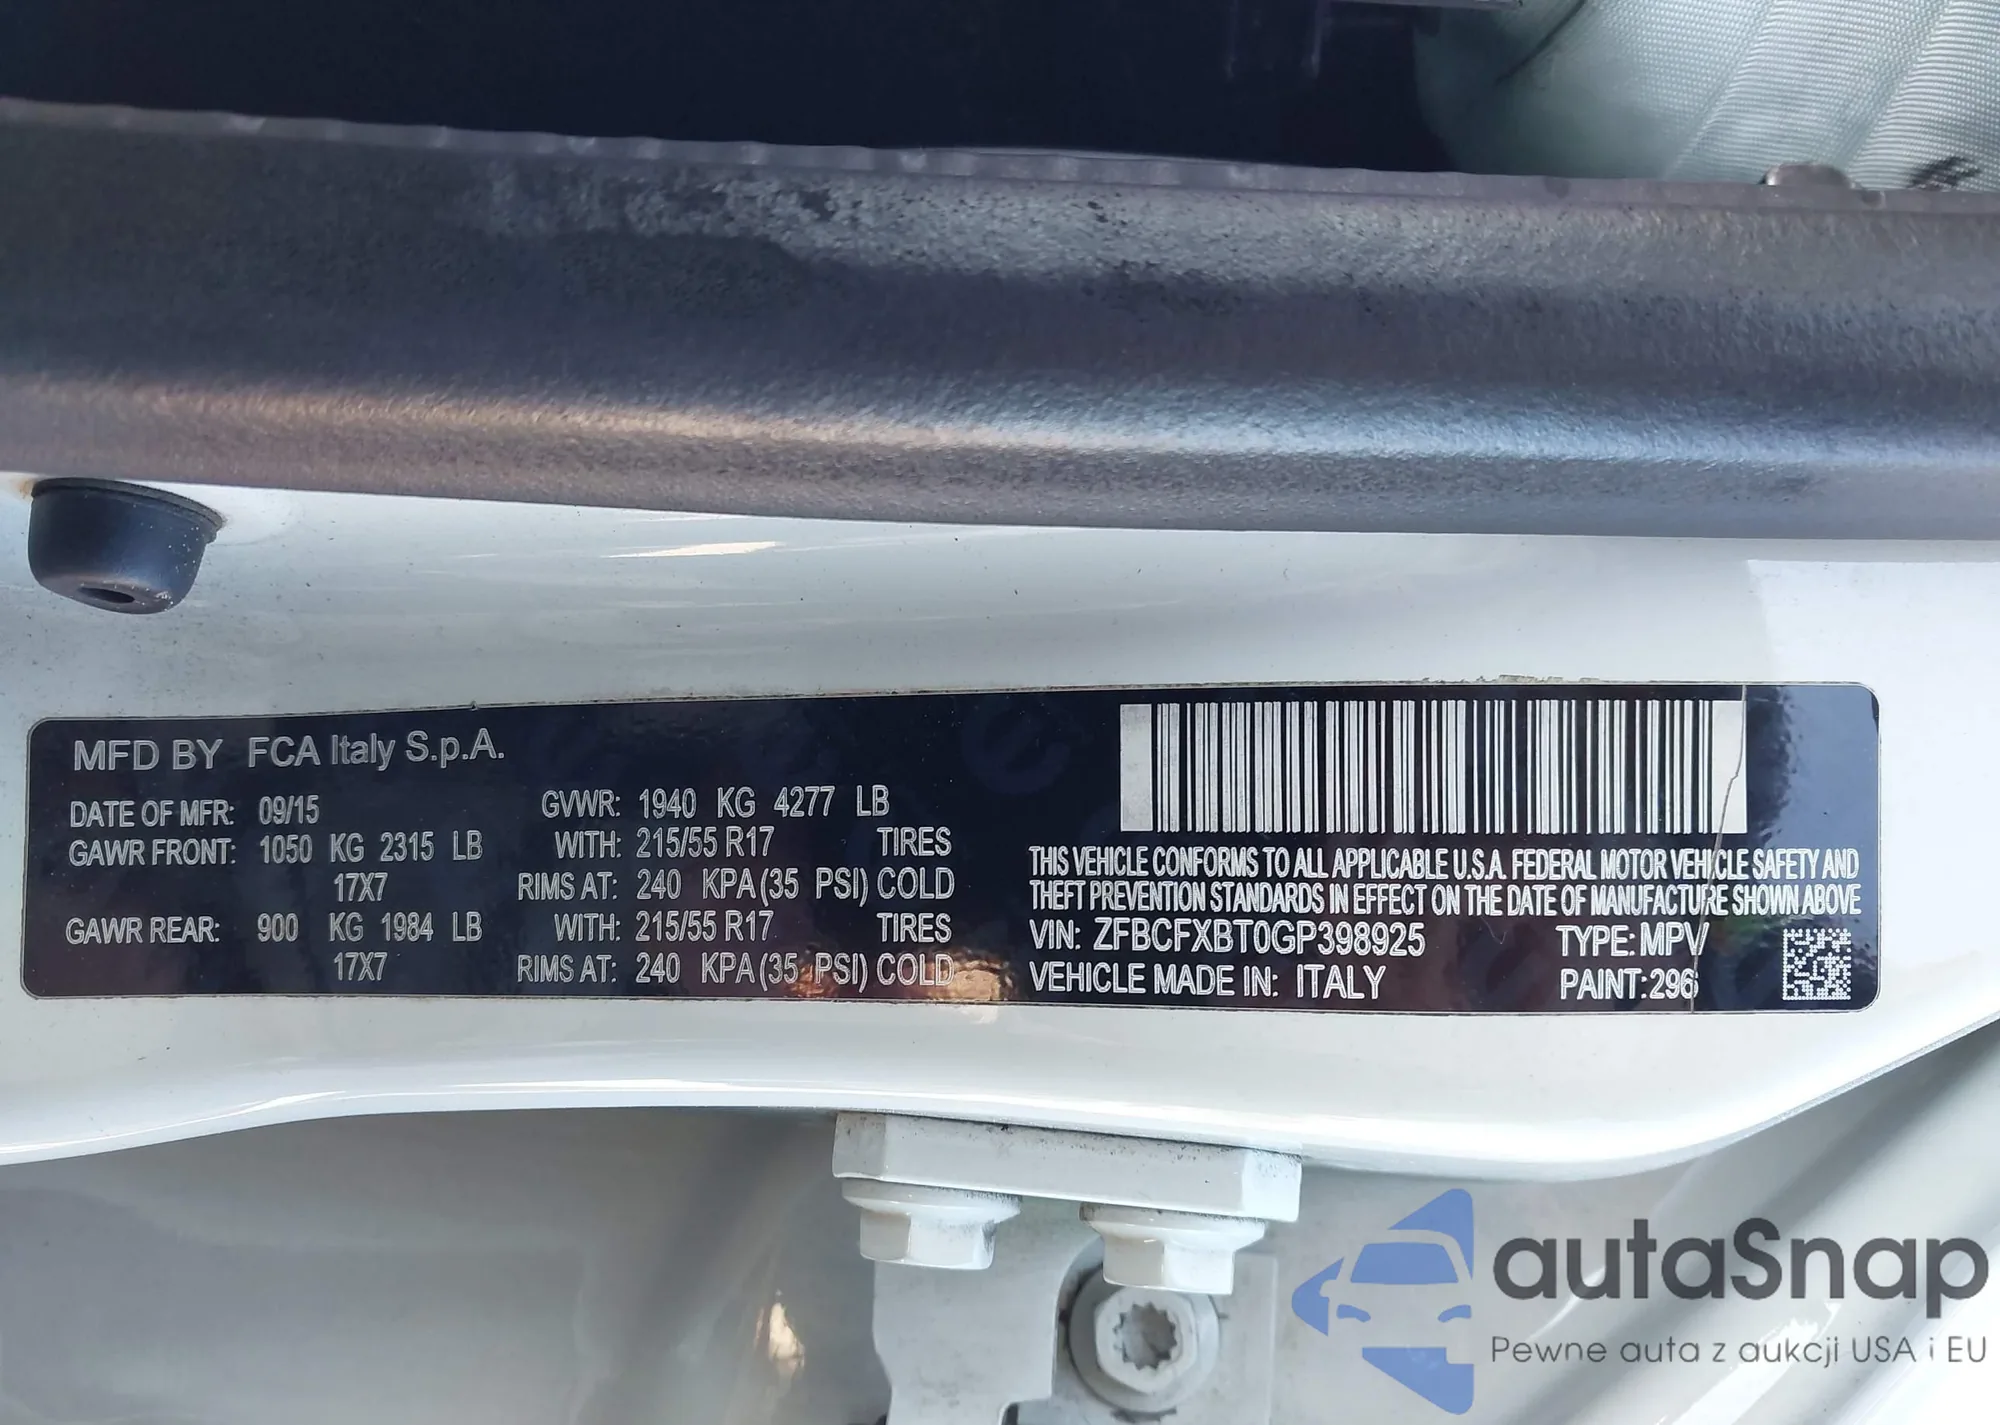 MFD BY FCA Italy S.p.A.
DATE OF MFR: 09/15 GVWR: 1940 KG 4277 LB
GAWR FRONT: 1050 KG 2315 LB WITH: 215/55 R17 TIRES
17X7 RIMS AT: 240 KPA(35 PSI) COLD
GAWR REAR: 900 KG 1984 LB WITH: 215/55 R17 TIRES
17X7 RIMS AT: 240 KPA(35 PSI) COLD
THIS VEHICLE CONFORMS TO ALL APPLICABLE U.S.A. FEDERAL MOTOR VEHICLE SAFETY AND
THEFT PREVENTION STANDARDS IN EFFECT ON THE DATE OF MANUFACTURE SHOWN ABOVE
VIN: ZFBCFXBT0GP398925 TYPE: MPV
VEHICLE MADE IN: ITALY PAINT: 296
autaSnap
Pewne auta z aukcji USA i EU